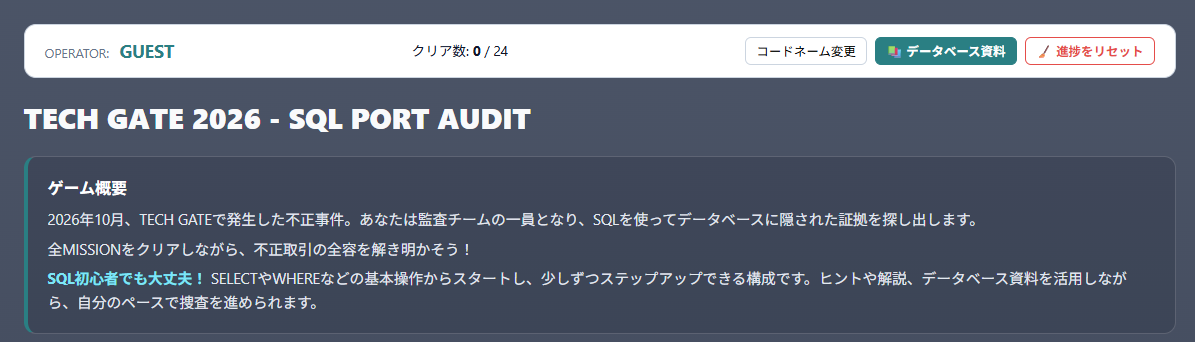 OPERATOR: GUEST
クリア数: 0 / 24
コードネーム変更
データベース資料
進捗をリセット
TECH GATE 2026 - SQL PORT AUDIT
ゲーム概要
2026年10月、TECH GATEで発生した不正事件。あなたは監査チームの一員となり、SQLを使ってデータベースに隠された証拠を探し出します。
全MISSIONをクリアしながら、不正取引の全容を解き明かそう！
SQL初心者でも大丈夫！ SELECTやWHEREなどの基本操作からスタートし、少しずつステップアップできる構成です。ヒントや解説、データベース資料を活用しなが
ら、自分のペースで捜査を進められます。